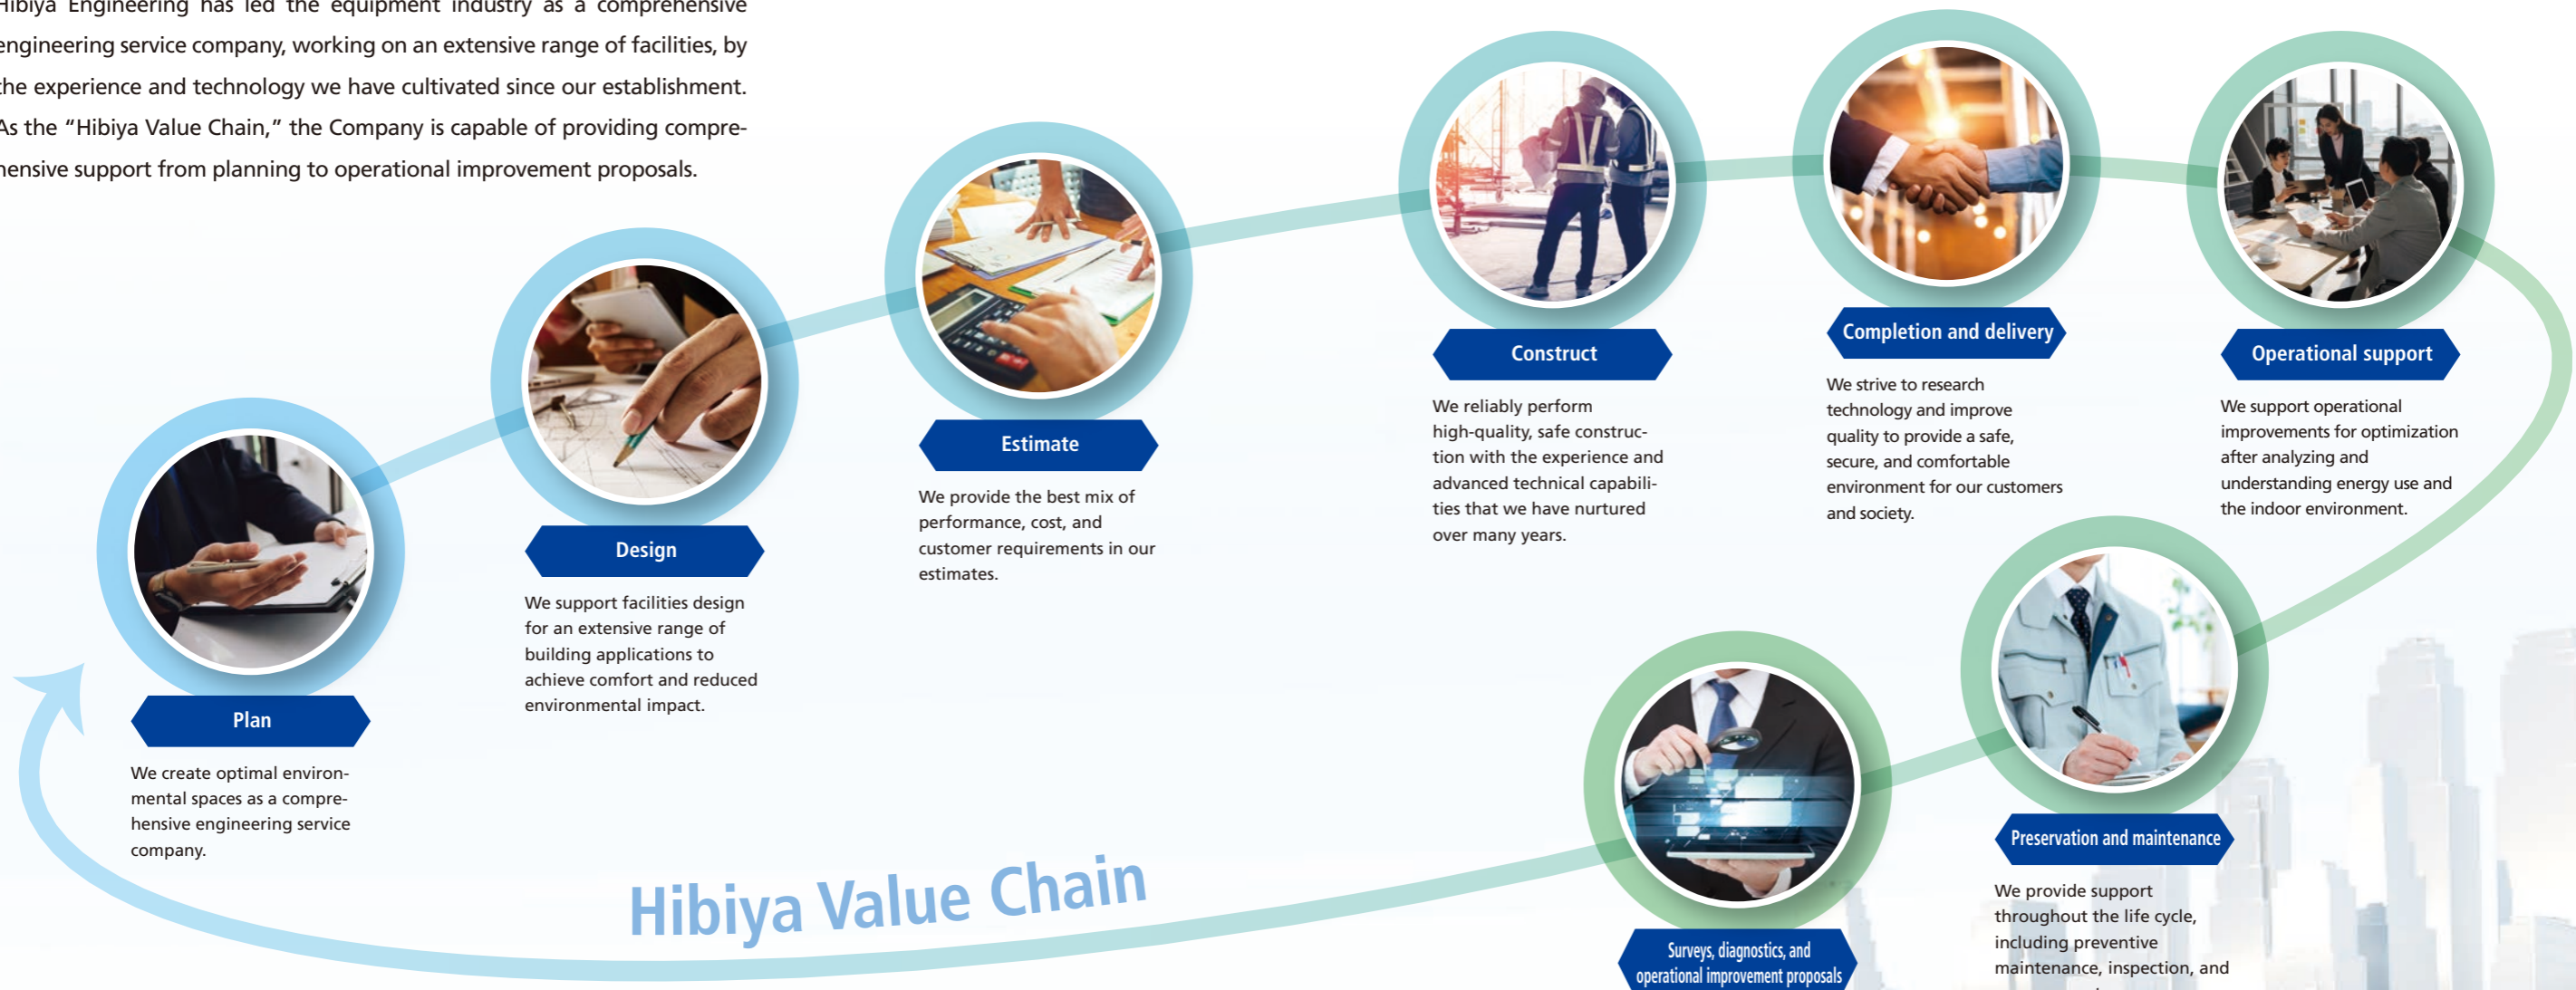 Hibiya Engineering has led the equipment industry as a comprehensive
engineering service company, working on an extensive range of facilities, by
the experience and technology we have cultivated since our establishment.
As the “Hibiya Value Chain,” the Company is capable of providing compre-
hensive support from planning to operational improvement proposals.
Plan
We create optimal environ-
mental spaces as a compre-
hensive engineering service
company.
Design
We support facilities design
for an extensive range of
building applications to
achieve comfort and reduced
environmental impact.
Estimate
We provide the best mix of
performance, cost, and
customer requirements in our
estimates.
Construct
We reliably perform
high-quality, safe construc-
tion with the experience and
advanced technical capabili-
ties that we have nurtured
over many years.
Completion and delivery
We strive to research
technology and improve
quality to provide a safe,
secure, and comfortable
environment for our customers
and society.
Operational support
We support operational
improvements for optimization
after analyzing and
understanding energy use and
the indoor environment.
Preservation and maintenance
We provide support
throughout the life cycle,
including preventive
maintenance, inspection, and
Surveys, diagnostics, and
operational improvement proposals
Hibiya Value Chain